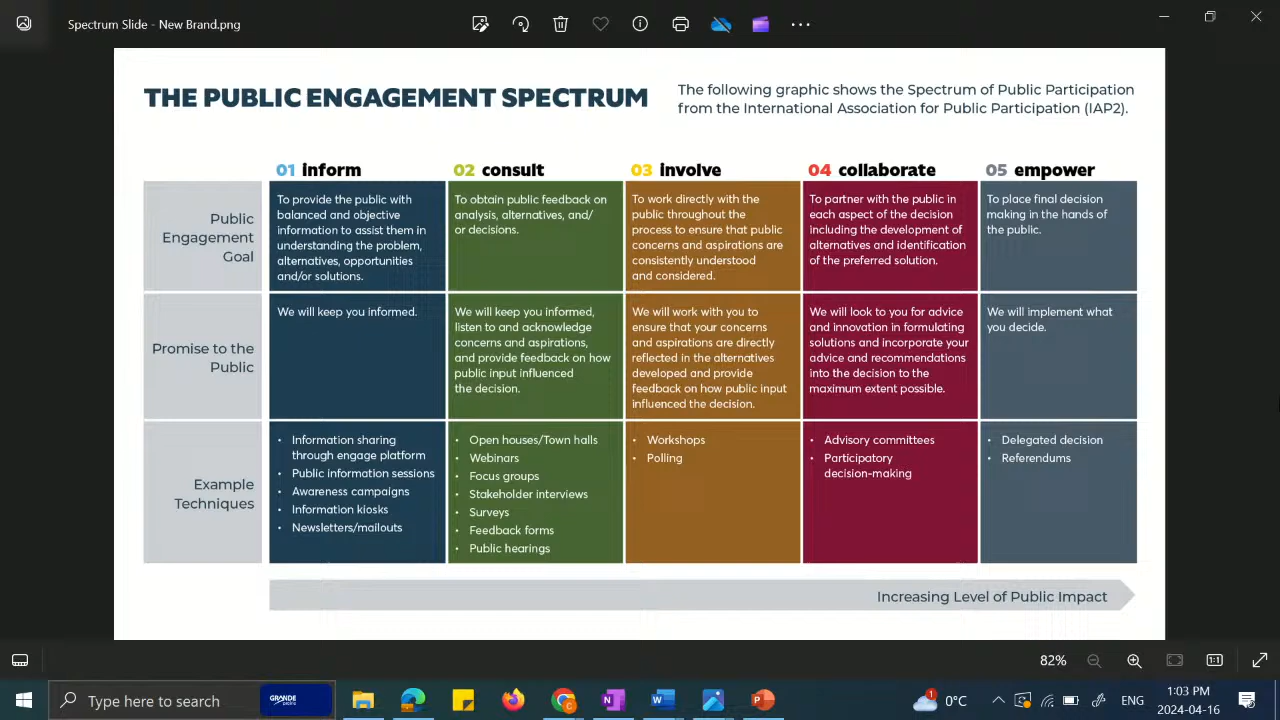 Spectrum Slide - New Brand.png
THE PUBLIC ENGAGEMENT SPECTRUM
The following graphic shows the Spectrum of Public Participation
from the International Association for Public Participation (IAP2).
01 inform
02 consult
03 involve
04 collaborate
05 empower
Public
Engagement
Goal
To provide the public with
balanced and objective
information to assist them in
understanding the problem,
alternatives, opportunities
and/or solutions.
To obtain public feedback on
analysis, alternatives, and/
or decisions.
To work directly with the
public throughout the
process to ensure that public
concerns and aspirations are
consistently understood
and considered.
To partner with the public in
each aspect of the decision
including the development of
alternatives and identification
of the preferred solution.
To place final decision
making in the hands of
the public.
Promise to the
Public
We will keep you informed.
We will keep you informed,
listen to and acknowledge
concerns and aspirations,
and provide feedback on how
public input influenced
the decision.
We will work with you to
ensure that your concerns
and aspirations are directly
reflected in the alternatives
developed and provide
feedback on how public input
influenced the decision.
We will look to you for advice
and innovation in formulating
solutions and incorporate your
advice and recommendations
into the decision to the
maximum extent possible.
We will implement what
you decide.
Example
Techniques
• Information sharing
through engage platform
• Public information sessions
• Awareness campaigns
• Information kiosks
• Newsletters/mailouts
• Open houses/Town halls
• Webinars
• Focus groups
• Stakeholder interviews
• Surveys
• Feedback forms
• Public hearings
• Workshops
• Polling
• Advisory committees
• Participatory
decision-making
• Delegated decision
• Referendums
Increasing Level of Public Impact
82%
Type here to search
GRANDE
1
0°C
ENG
1:03 PM
2024-04-16